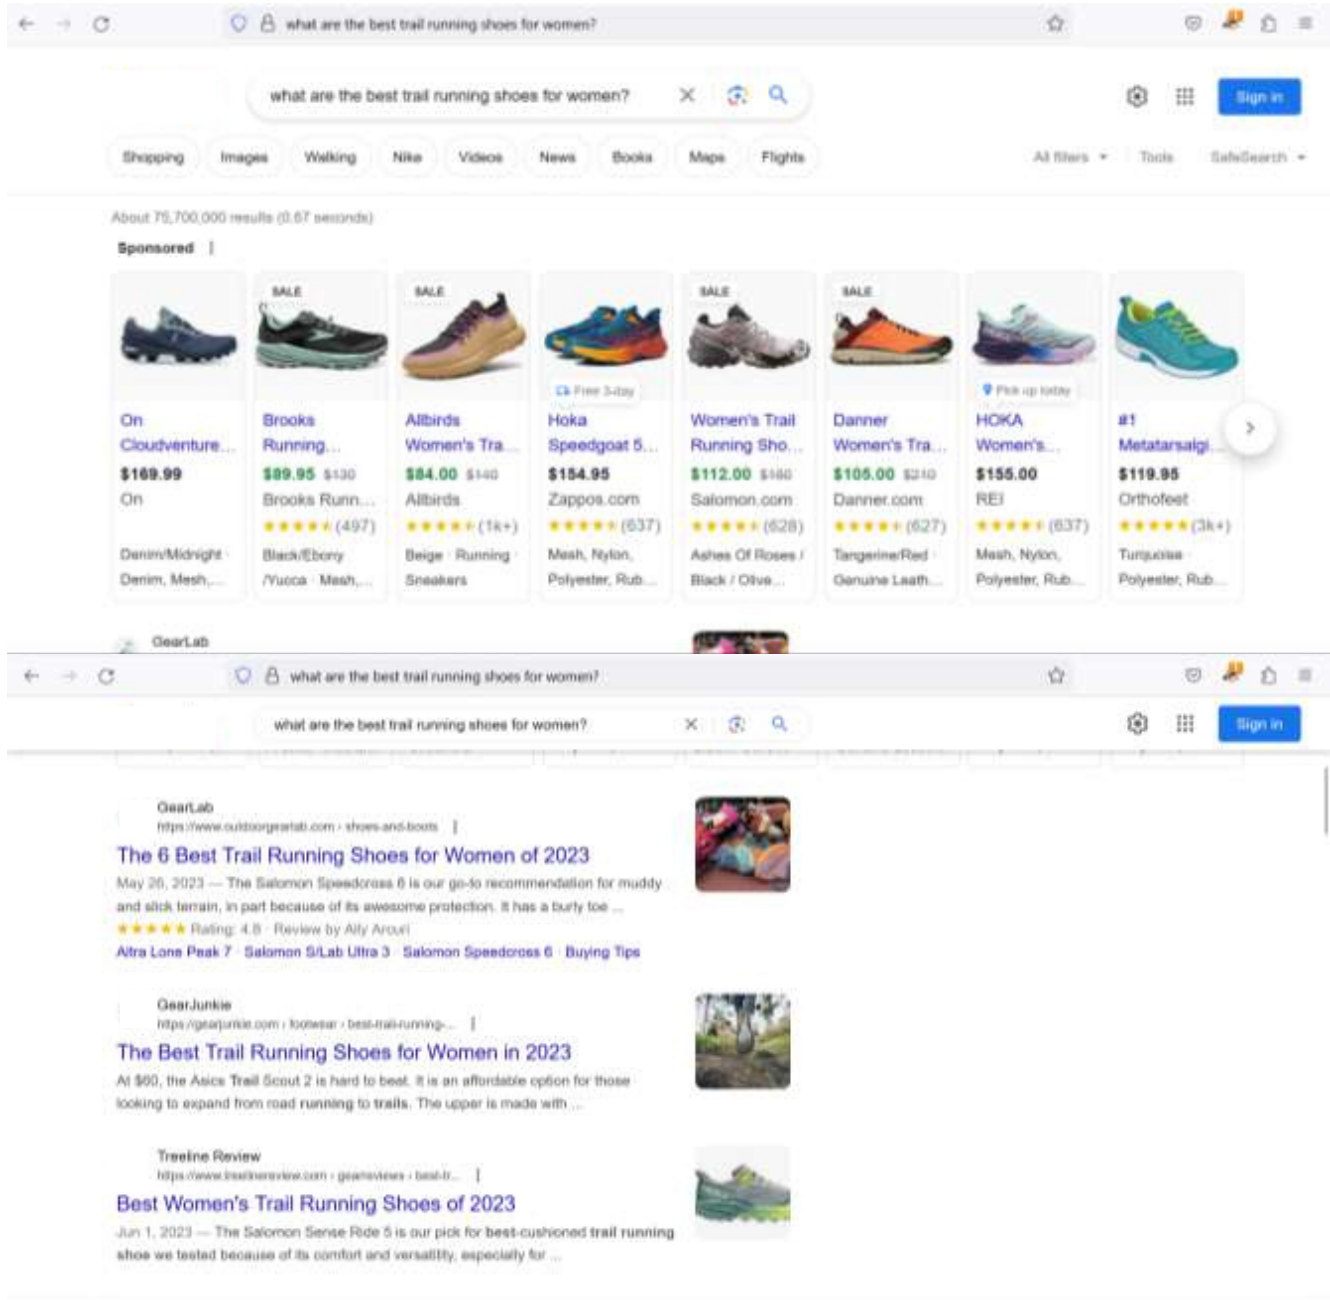 what are the best trail running shoes for women?
what are the best trail running shoes for women?
Sign in
Shopping Images Walking Nike Videos News Books Maps Flights All filters Tools SafeSearch
About 75,700,000 results (0.67 seconds)
Sponsored
SALE SALE SALE SALE
Free 3-day Pick up today
On Brooks Allbirds Hoka Women's Trail Danner HOKA #1
Cloudventure... Running... Women's Tra... Speedgoat 5... Running Sho... Women's Tra... Women's... Metatarsalgi...
$169.99 $89.95 $130 $84.00 $140 $154.95 $112.00 $160 $105.00 $210 $155.00 $119.95
On Brooks Runn... Allbirds Zappos.com Salomon.com Danner.com REI Orthofeet
(497) (1k+) (637) (628) (627) (637) (3k+)
Denim/Midnight · Black/Ebony Beige · Running · Mesh, Nylon, Ashes Of Roses / Tangerine/Red · Mesh, Nylon, Turquoise ·
Denim, Mesh,... /Yucca · Mesh,... Sneakers Polyester, Rub... Black / Olive... Genuine Leath... Polyester, Rub... Polyester, Rub...
GearLab
what are the best trail running shoes for women?
what are the best trail running shoes for women?
Sign in
GearLab
https://www.outdoorgearlab.com › shoes-and-boots
The 6 Best Trail Running Shoes for Women of 2023
May 26, 2023 — The Salomon Speedcross 6 is our go-to recommendation for muddy
and slick terrain, in part because of its awesome protection. It has a burly toe ...
Rating: 4.8 · Review by Ally Arcuri
Altra Lone Peak 7 · Salomon S/Lab Ultra 3 · Salomon Speedcross 6 · Buying Tips
GearJunkie
https://gearjunkie.com › footwear › best-trail-running-...
The Best Trail Running Shoes for Women in 2023
At $60, the Asics Trail Scout 2 is hard to beat. It is an affordable option for those
looking to expand from road running to trails. The upper is made with ...
Treeline Review
https://www.treelinereview.com › gearreviews › best-tr...
Best Women's Trail Running Shoes of 2023
Jun 1, 2023 — The Salomon Sense Ride 5 is our pick for best-cushioned trail running
shoe we tested because of its comfort and versatility, especially for ...